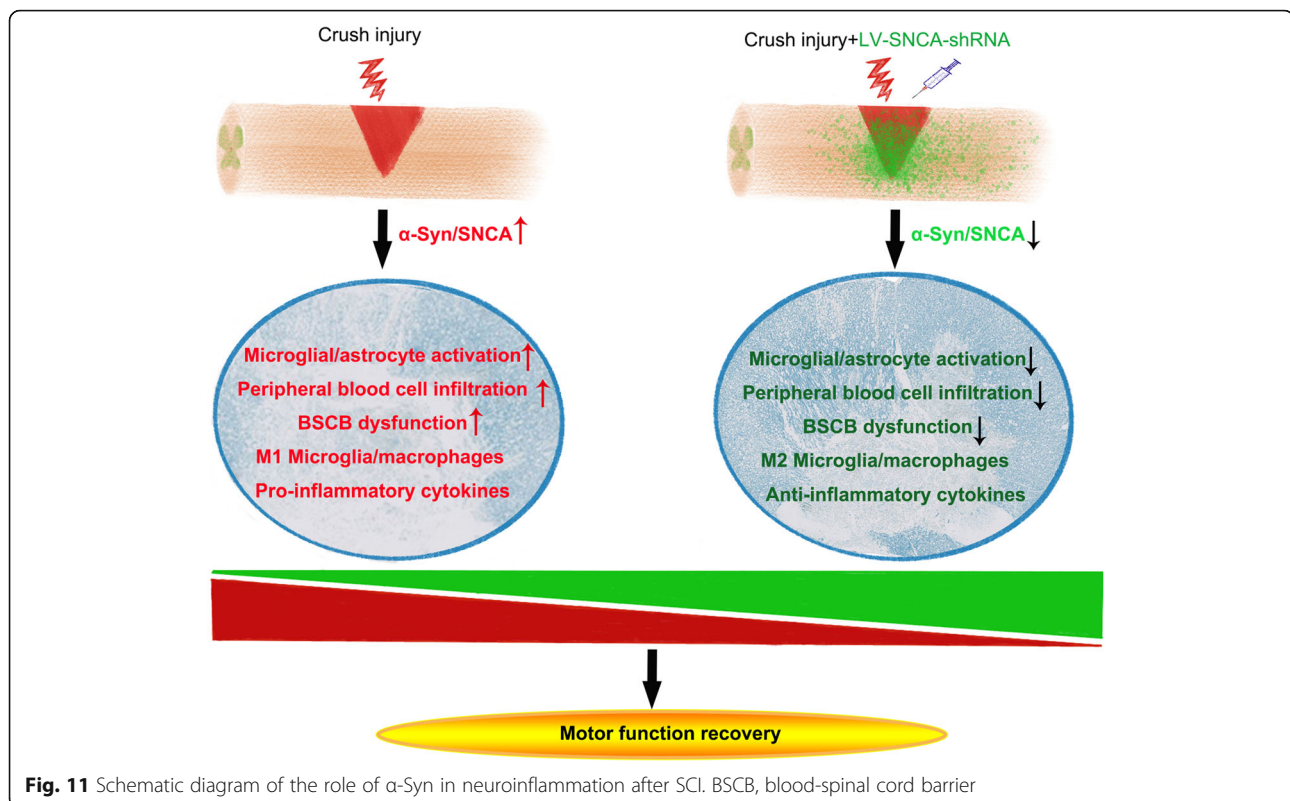 Crush injury
Crush injury+LV-SNCA-shRNA
α-Syn/SNCA↑
α-Syn/SNCA↓
Microglial/astrocyte activation↑
Peripheral blood cell infiltration ↑
BSCB dysfunction↑
M1 Microglia/macrophages
Pro-inflammatory cytokines
Microglial/astrocyte activation↓
Peripheral blood cell infiltration↓
BSCB dysfunction↓
M2 Microglia/macrophages
Anti-inflammatory cytokines
Motor function recovery
Fig. 11 Schematic diagram of the role of α-Syn in neuroinflammation after SCI. BSCB, blood-spinal cord barrier